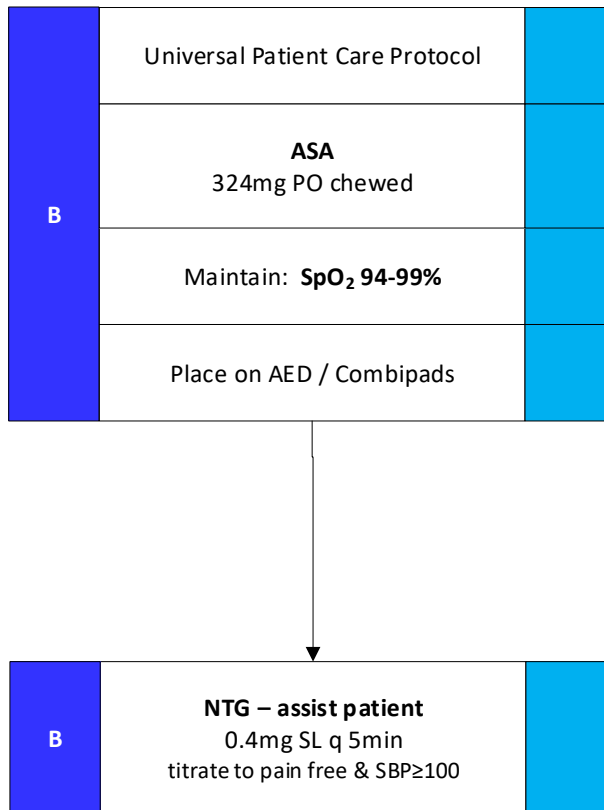 Universal Patient Care Protocol
ASA
324mg PO chewed
B
Maintain: SpO₂ 94-99%
Place on AED / Combipads
NTG – assist patient
B
0.4mg SL q 5min
titrate to pain free & SBP≥100